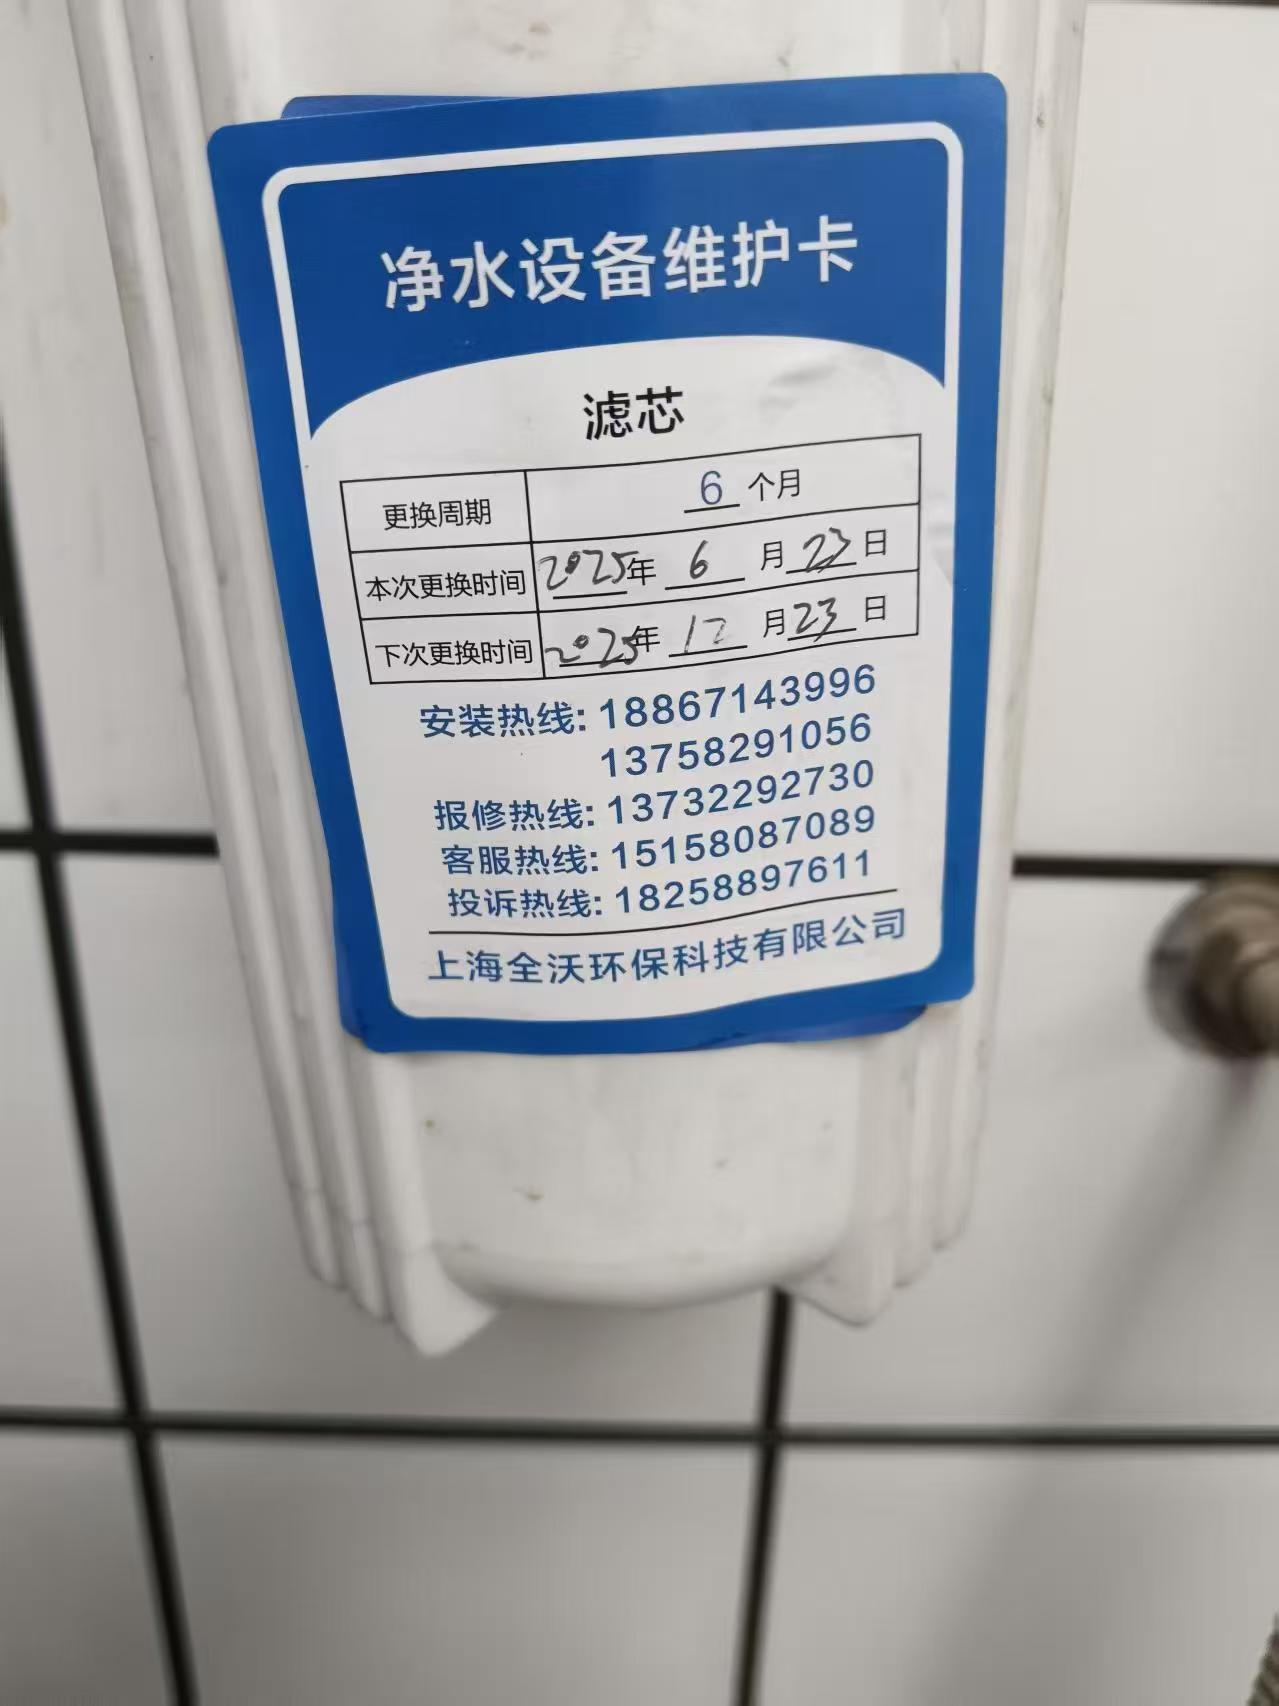 净水设备维护卡
滤芯
更换周期 6 个月
本次更换时间 2025年 6 月 23 日
下次更换时间 2025年 12 月 23 日
安装热线: 18867143996
13758291056
报修热线: 13732292730
客服热线: 15158087089
投诉热线: 18258897611
上海全沃环保科技有限公司